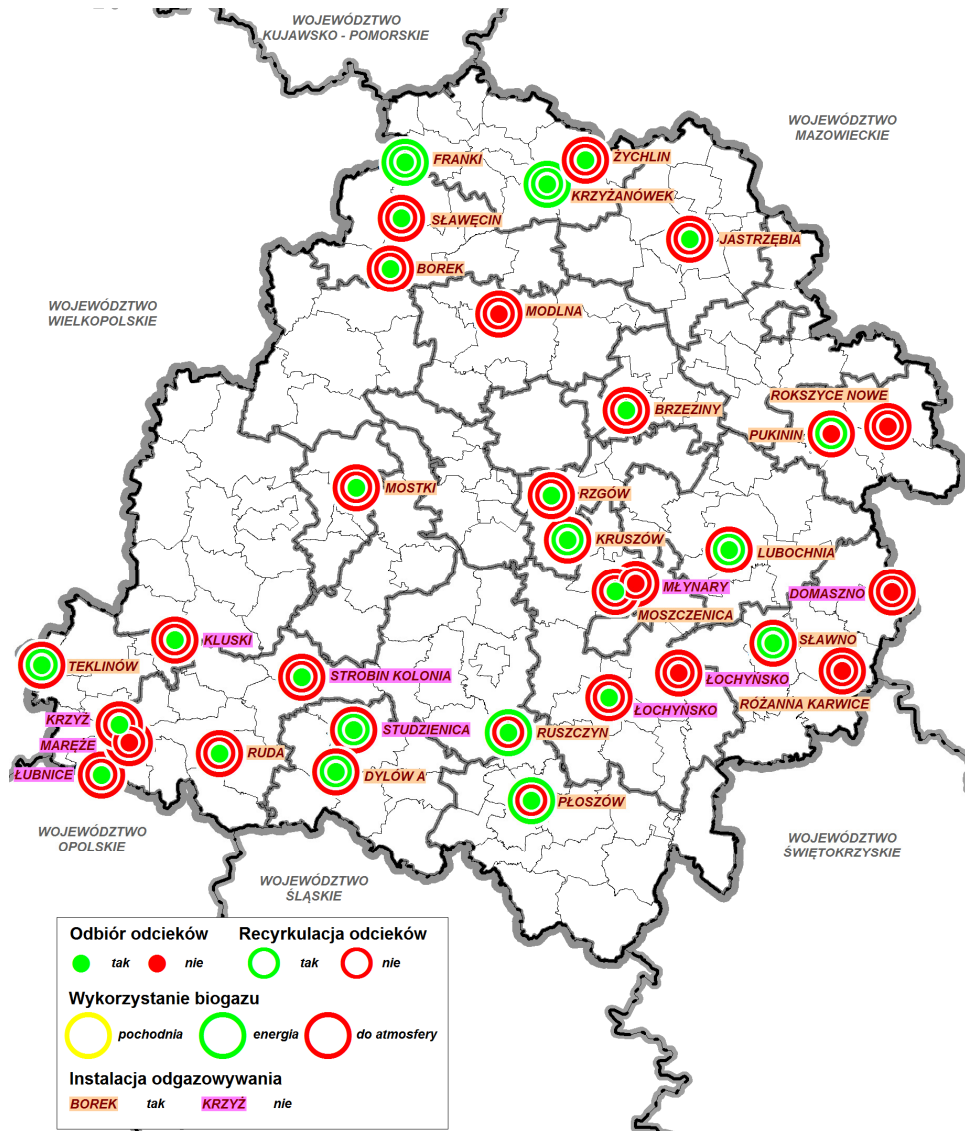 WOJEWÓDZTWO
KUJAWSKO - POMORSKIE
WOJEWÓDZTWO
MAZOWIECKIE
FRANKI
ŻYCHLIN
KRZYŻANÓWEK
SŁAWĘCIN
JASTRZĘBIA
BOREK
WOJEWÓDZTWO
WIELKOPOLSKIE
MODLNA
ROKSZYCE NOWE
BRZEZINY
PUKININ
MOSTKI
RZGÓW
KRUSZÓW
LUBOCHNIA
MŁYNARY
DOMASZNO
MOSZCZENICA
KLUSKI
SŁAWNO
TEKLINÓW
STROBIN KOLONIA
ŁOCHYŃSKO
RÓŻANNA KARWICE
ŁOCHYŃSKO
KRZYŻ
STUDZIENICA
RUSZCZYN
MARĘŻE
RUDA
ŁUBNICE
DYLÓW A
PŁOSZÓW
WOJEWÓDZTWO
OPOLSKIE
WOJEWÓDZTWO
ŚWIĘTOKRZYSKIE
WOJEWÓDZTWO
ŚLĄSKIE
Odbiór odcieków Recyrkulacja odcieków
tak nie tak nie
Wykorzystanie biogazu
pochodnia energia do atmosfery
Instalacja odgazowywania
BOREK tak KRZYŻ nie